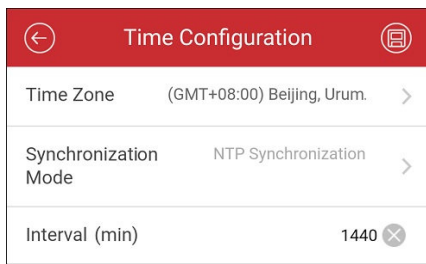 Time Configuration
Time Zone (GMT+08:00) Beijing, Urum.
Synchronization NTP Synchronization
Mode
Interval (min) 1440